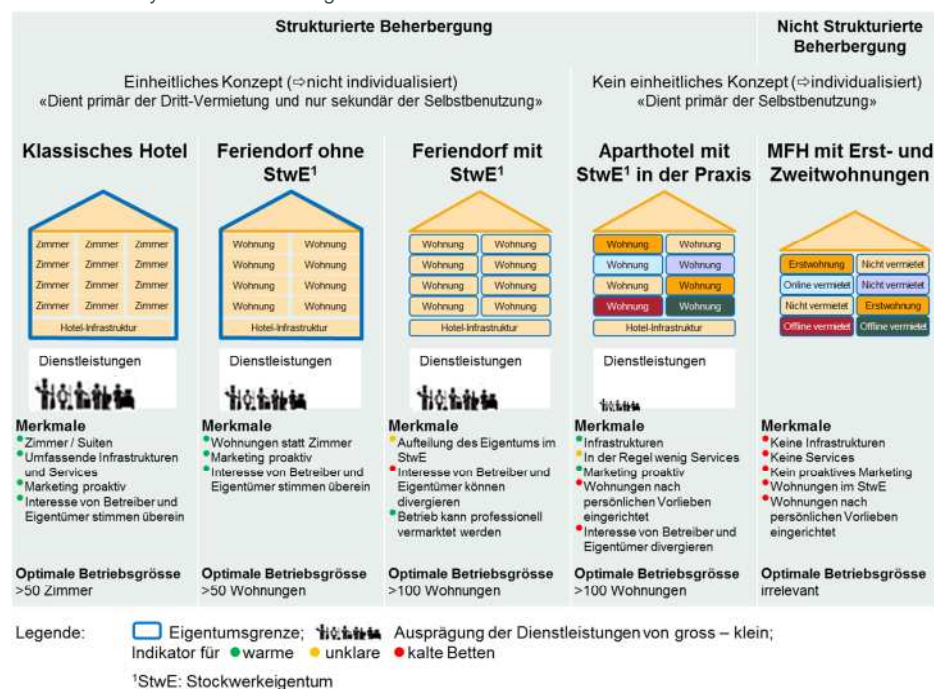 Strukturierte Beherbergung
Nicht Strukturierte
Beherbergung
Einheitliches Konzept (⇨nicht individualisiert)
«Dient primär der Dritt-Vermietung und nur sekundär der Selbstbenutzung»
Kein einheitliches Konzept (⇨individualisiert)
«Dient primär der Selbstbenutzung»
Klassisches Hotel
Zimmer Zimmer Zimmer
Zimmer Zimmer Zimmer
Zimmer Zimmer Zimmer
Zimmer Zimmer Zimmer
Hotel-Infrastruktur
Dienstleistungen
Merkmale
Zimmer / Suiten
Umfassende Infrastrukturen
und Services
Marketing proaktiv
Interesse von Betreiber und
Eigentümer stimmen überein
Optimale Betriebsgrösse
>50 Zimmer
Feriendorf ohne
StwE¹
Wohnung Wohnung
Wohnung Wohnung
Wohnung Wohnung
Wohnung Wohnung
Hotel-Infrastruktur
Dienstleistungen
Merkmale
Wohnungen statt Zimmer
Marketing proaktiv
Interesse von Betreiber und
Eigentümer stimmen überein
Optimale Betriebsgrösse
>50 Wohnungen
Feriendorf mit
StwE¹
Wohnung Wohnung
Wohnung Wohnung
Wohnung Wohnung
Wohnung Wohnung
Hotel-Infrastruktur
Dienstleistungen
Merkmale
Aufteilung des Eigentums im
StwE
Interesse von Betreiber und
Eigentümer können
divergieren
Betrieb kann professionell
vermarktet werden
Optimale Betriebsgrösse
>100 Wohnungen
Aparthotel mit
StwE¹ in der Praxis
Wohnung Wohnung
Wohnung Wohnung
Wohnung Wohnung
Wohnung Wohnung
Hotel-Infrastruktur
Dienstleistungen
Merkmale
Infrastrukturen
In der Regel wenig Services
Marketing proaktiv
Wohnungen nach
persönlichen Vorlieben
eingerichtet
Interesse von Betreiber und
Eigentümer divergieren
Optimale Betriebsgrösse
>100 Wohnungen
MFH mit Erst- und
Zweitwohnungen
Erstwohnung Nicht vermietet
Online vermietet Nicht vermietet
Nicht vermietet Erstwohnung
Offline vermietet Offline vermietet
Merkmale
Keine Infrastrukturen
Keine Services
Kein proaktives Marketing
Wohnungen im StwE
Wohnungen nach
persönlichen Vorlieben
eingerichtet
Optimale Betriebsgrösse
irrelevant
Legende: Eigentumsgrenze; Ausprägung der Dienstleistungen von gross – klein;
Indikator für warme unklare kalte Betten
¹StwE: Stockwerkeigentum